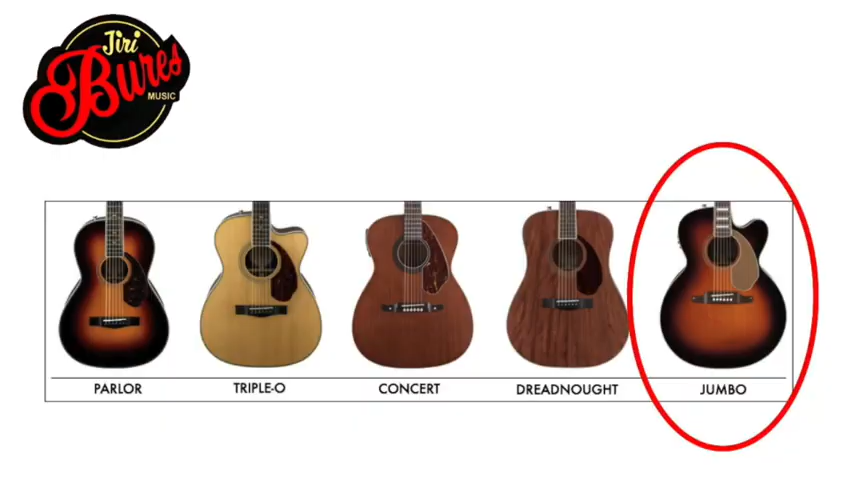 Jiri
Bures
MUSIC
PARLOR
TRIPLE-O
CONCERT
DREADNOUGHT
JUMBO